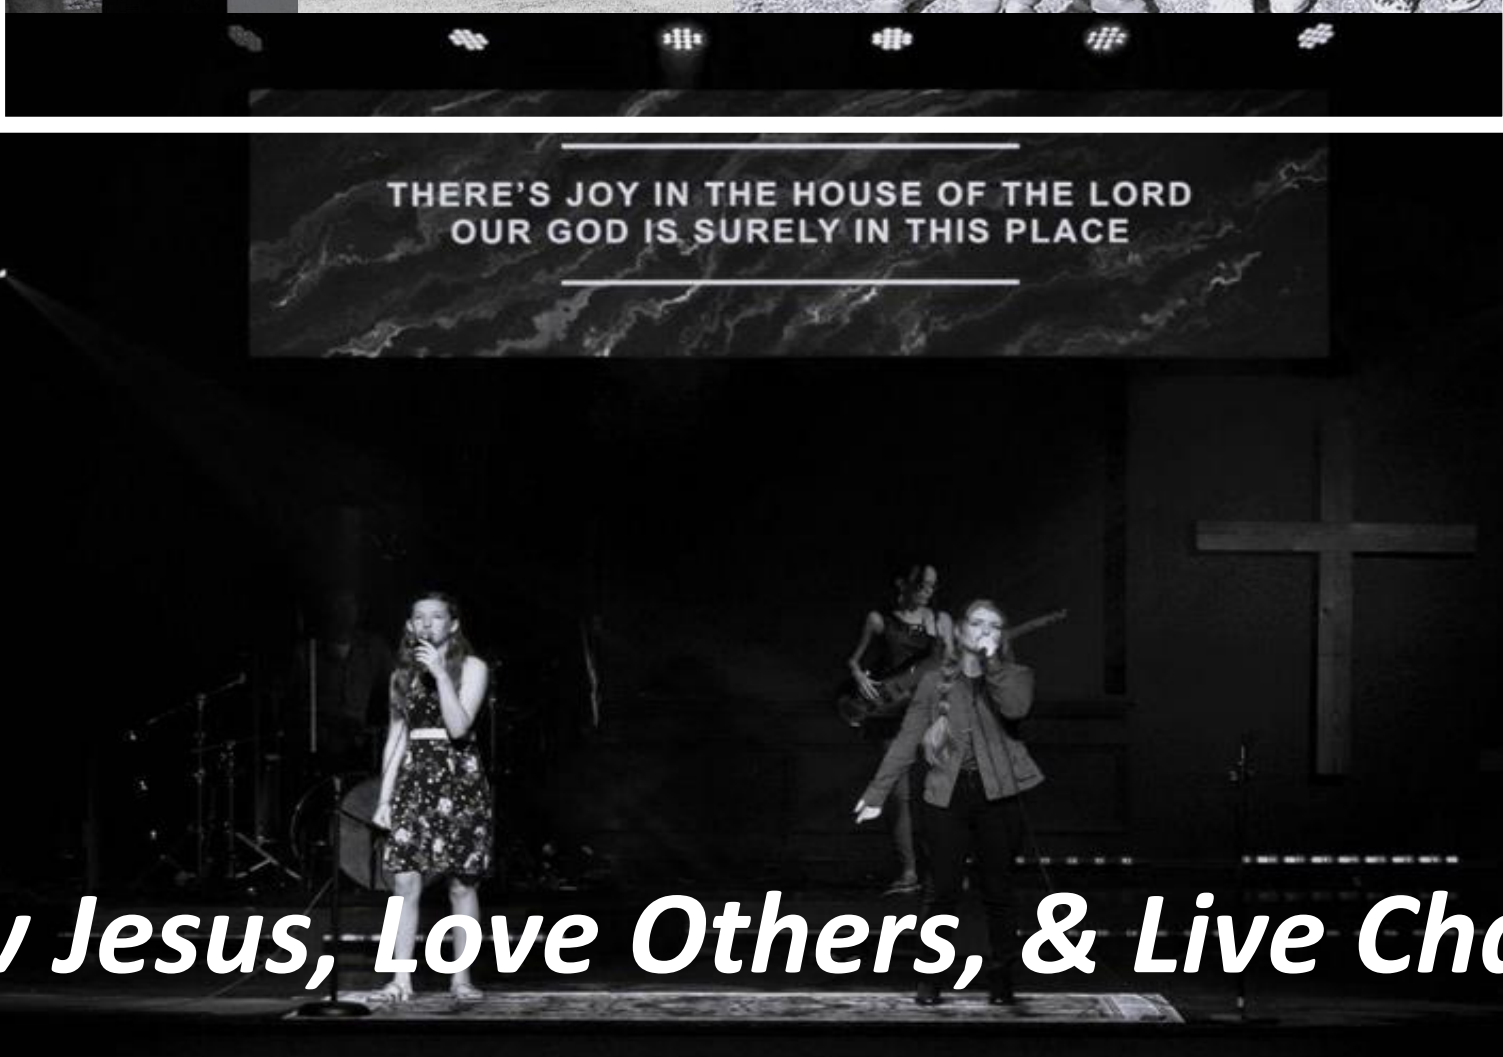 THERE'S JOY IN THE HOUSE OF THE LORD
OUR GOD IS SURELY IN THIS PLACE
Jesus, Love Others, & Live